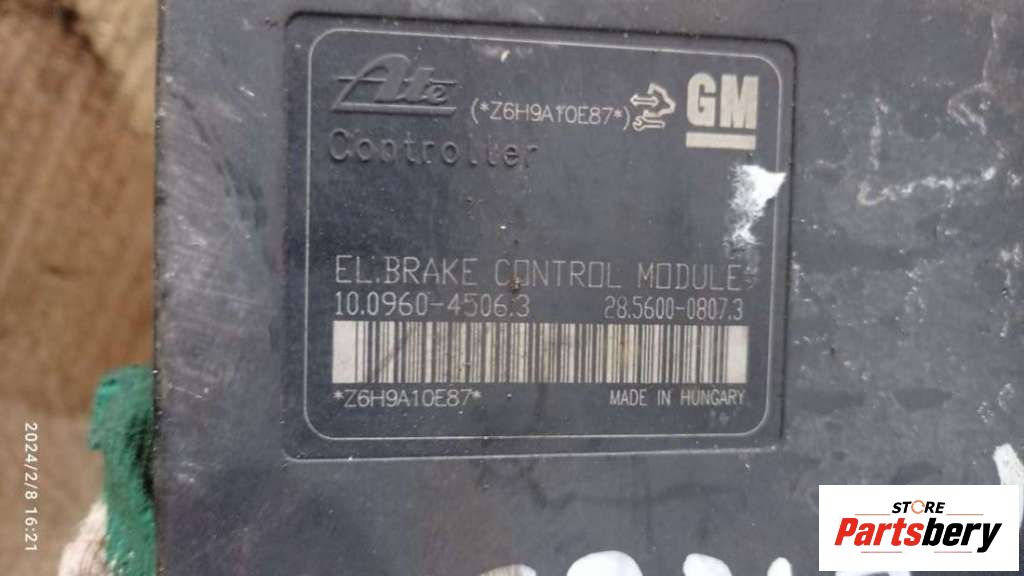 Ate
(*Z6H9A10E87*)
GM
Controller
EL.BRAKE CONTROL MODULE
10.0960-4506.3 28.5600-0807.3
*Z6H9A10E87* MADE IN HUNGARY
2024/2/8 16:21
STORE
Partsbery